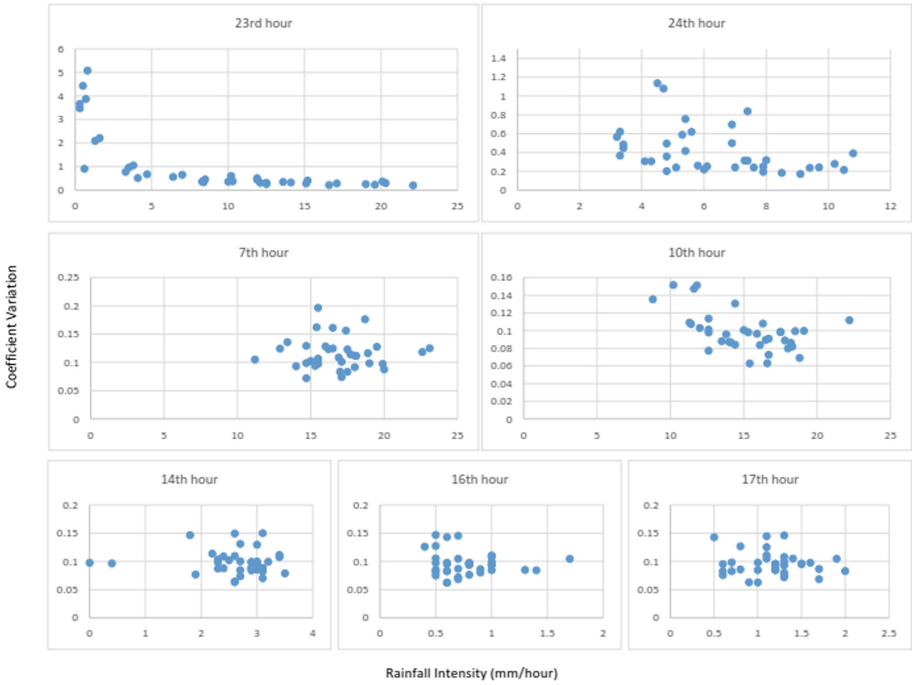 23rd hour
6
5
4
3
2
1
0
0 5 10 15 20 25
24th hour
1.4
1.2
1
0.8
0.6
0.4
0.2
0
0 2 4 6 8 10 12
Coefficient Variation
7th hour
0.25
0.2
0.15
0.1
0.05
0
0 5 10 15 20 25
10th hour
0.16
0.14
0.12
0.1
0.08
0.06
0.04
0.02
0
0 5 10 15 20 25
14th hour
0.2
0.15
0.1
0.05
0
0 1 2 3 4
16th hour
0.2
0.15
0.1
0.05
0
0 0.5 1 1.5 2
17th hour
0.2
0.15
0.1
0.05
0
0 0.5 1 1.5 2 2.5
Rainfall Intensity (mm/hour)